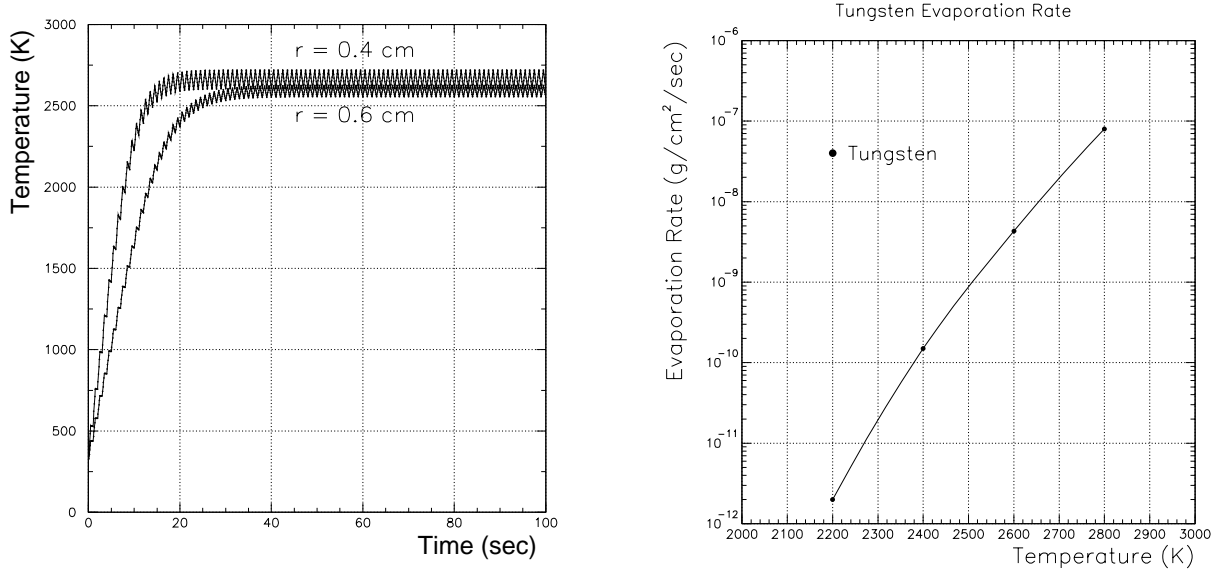 Temperature (K)
3000
2500
2000
1500
1000
500
0
r = 0.4 cm
r = 0.6 cm
0 20 40 60 80 100
Time (sec)
Tungsten Evaporation Rate
Evaporation Rate (g/cm²/sec)
10⁻⁶
10⁻⁷
10⁻⁸
10⁻⁹
10⁻¹⁰
10⁻¹¹
10⁻¹²
Tungsten
2000 2100 2200 2300 2400 2500 2600 2700 2800 2900 3000
Temperature (K)